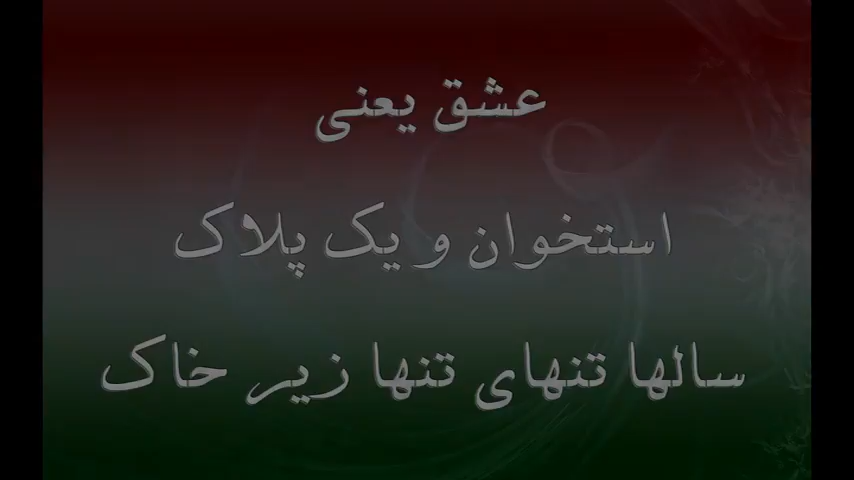 عشق یعنی
استخوان و یک پلاک
سالها تنهای تنها زیر خاک